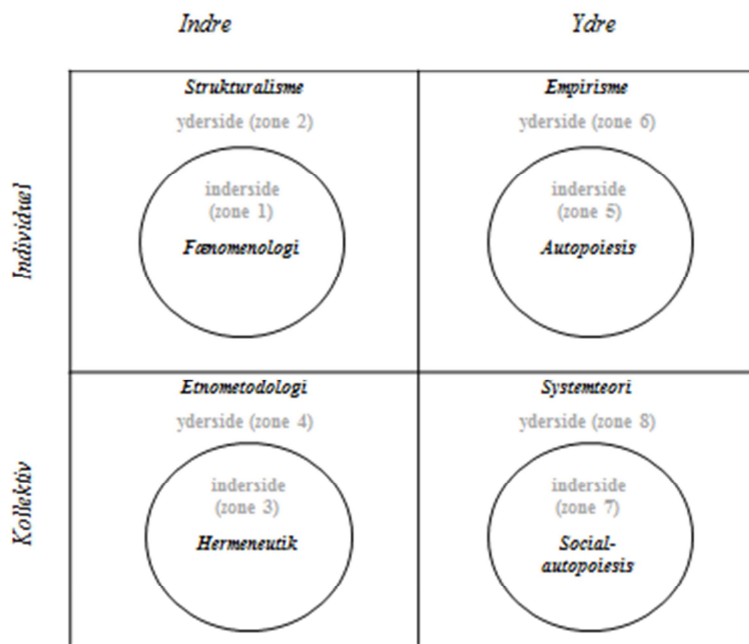 Indre
Ydre
Individuel
Strukturalisme
yderside (zone 2)
inderside
(zone 1)
Fænomenologi
Empirisme
yderside (zone 6)
inderside
(zone 5)
Autopoiesis
Kollektiv
Etnometodologi
yderside (zone 4)
inderside
(zone 3)
Hermeneutik
Systemteori
yderside (zone 8)
inderside
(zone 7)
Social-
autopoiesis